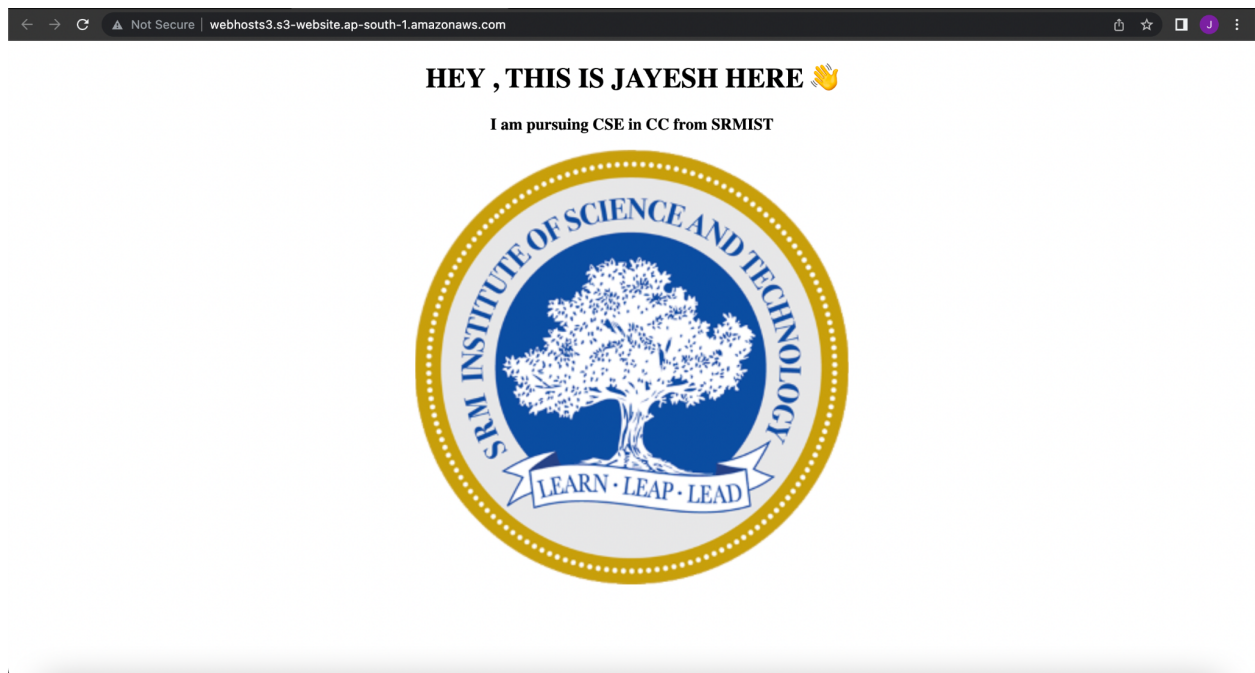 Not Secure | webhosts3.s3-website.ap-south-1.amazonaws.com
J
HEY , THIS IS JAYESH HERE 👋
I am pursuing CSE in CC from SRMIST
SRM INSTITUTE OF SCIENCE AND TECHNOLOGY
LEARN · LEAP · LEAD